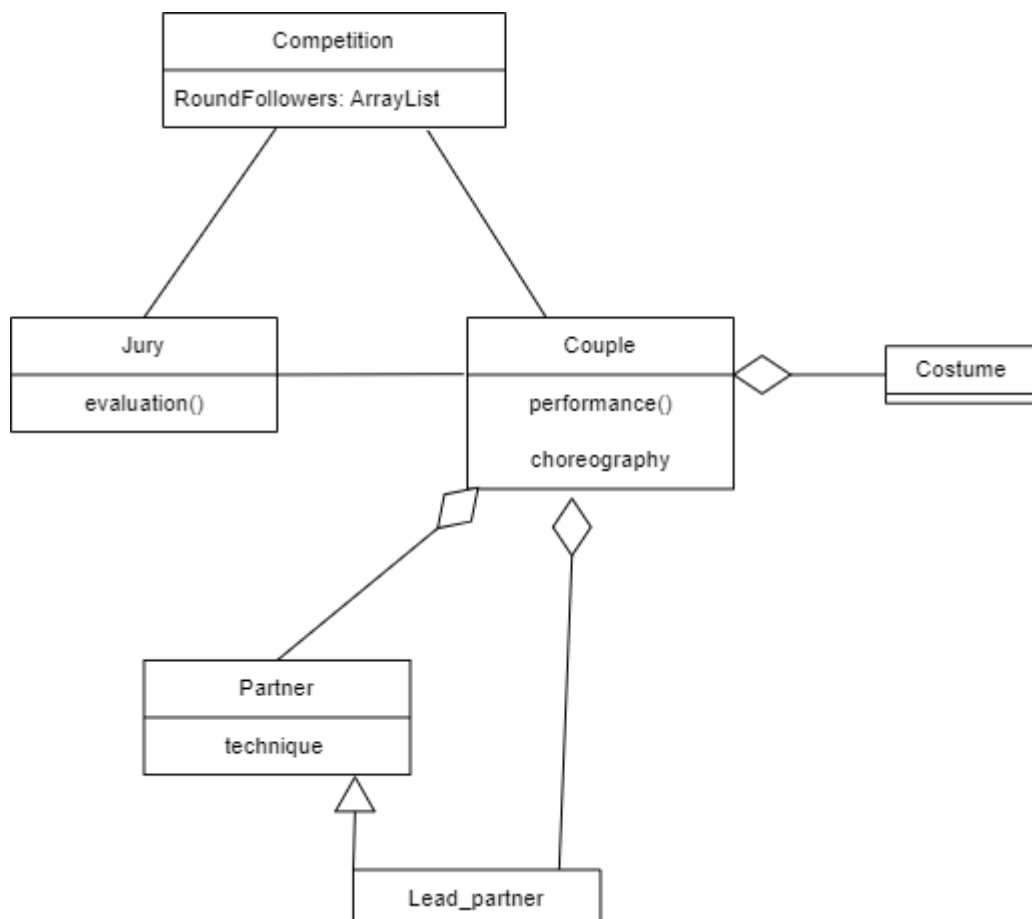 Competition
RoundFollowers: ArrayList
Jury
evaluation()
Couple
performance()
choreography
Costume
Partner
technique
Lead_partner